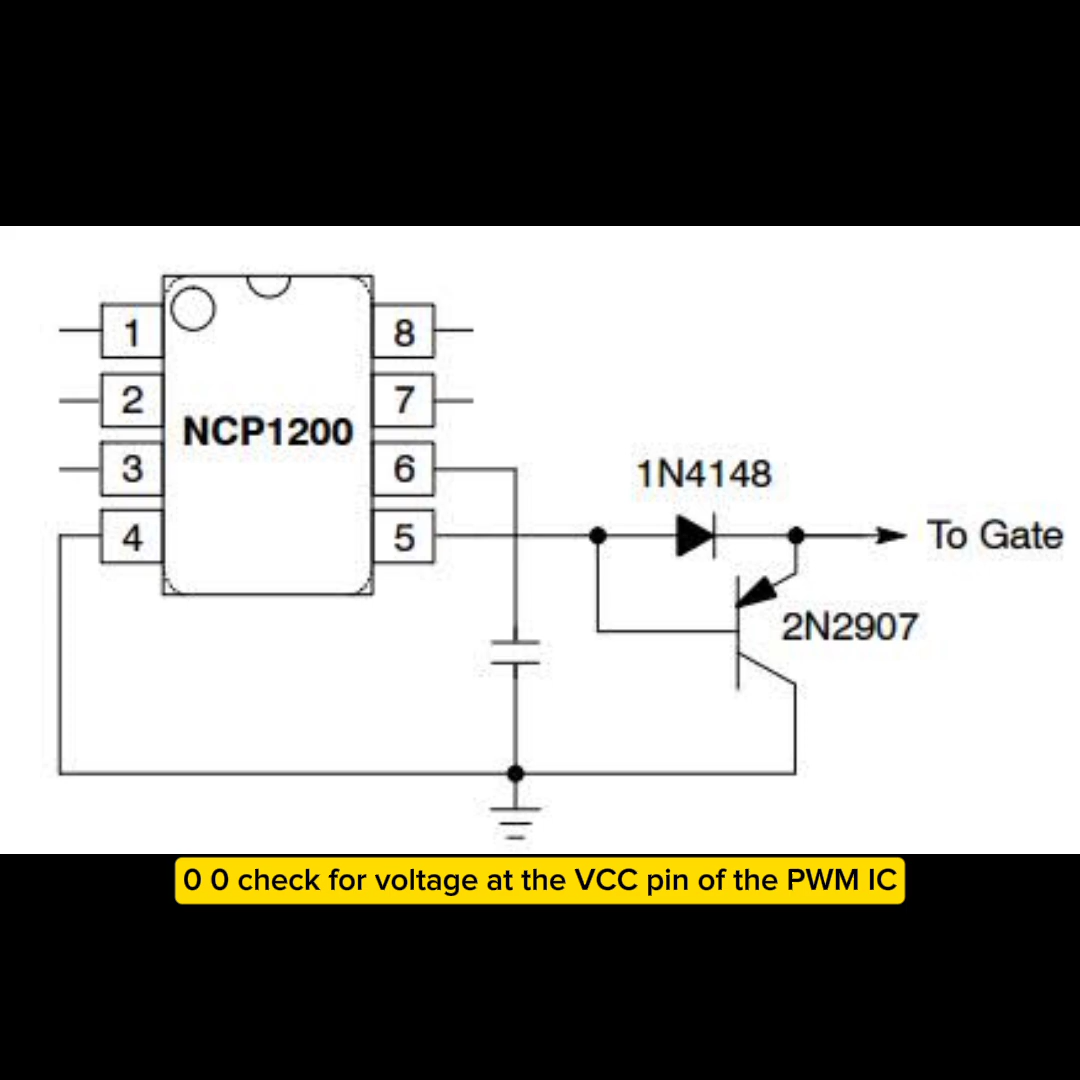 1
8
2
7
NCP1200
3
6
1N4148
4
5
To Gate
2N2907
0 0 check for voltage at the VCC pin of the PWM IC